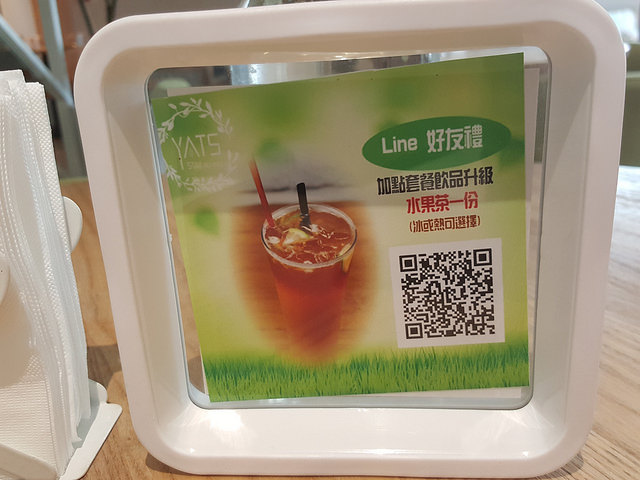 YATS
Line 好友禮
加點套餐飲品升級
水果茶一份
(冰或熱可選擇)